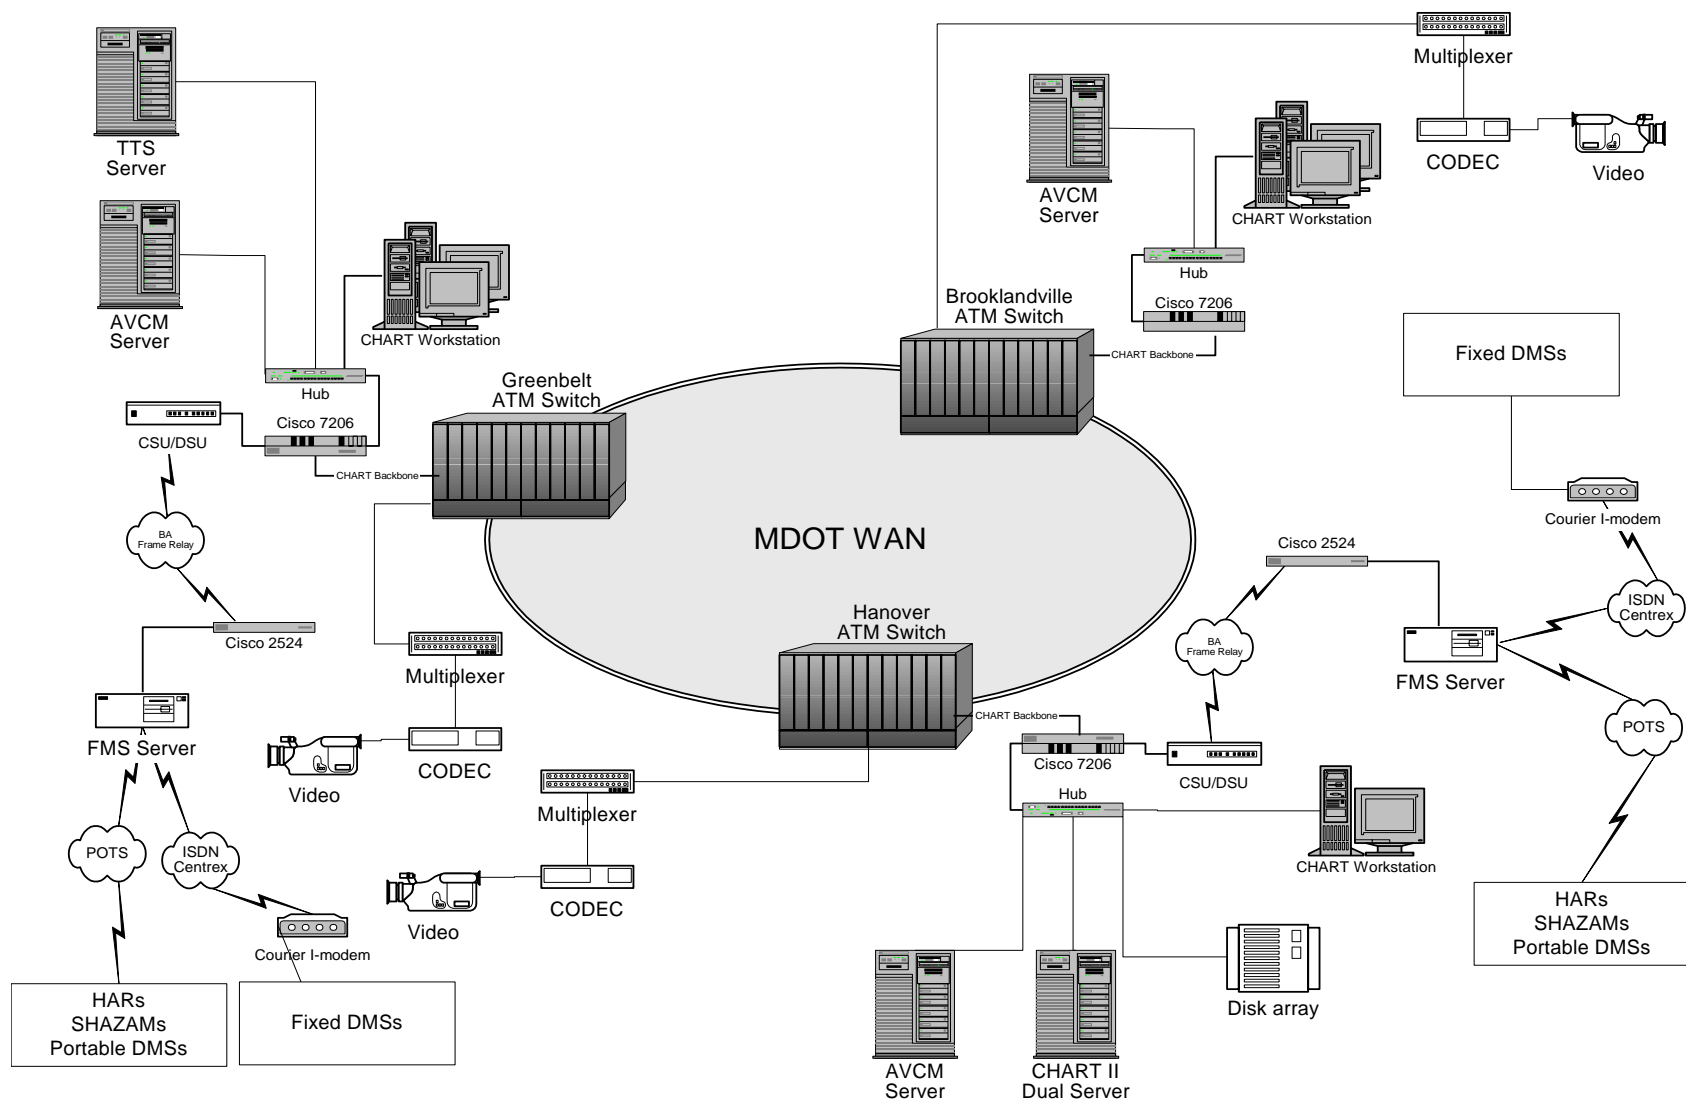 TTS
Server
AVCM
Server
CHART Workstation
Hub
Cisco 7206
CSU/DSU
CHART Backbone
Greenbelt
ATM Switch
BA
Frame Relay
Cisco 2524
FMS Server
POTS
ISDN
Centrex
Courier I-modem
HARs
SHAZAMs
Portable DMSs
Fixed DMSs
Multiplexer
CODEC
Video
MDOT WAN
Multiplexer
CODEC
Video
AVCM
Server
CHART Workstation
Hub
Cisco 7206
Brooklandville
ATM Switch
CHART Backbone
Fixed DMSs
Courier I-modem
ISDN
Centrex
Cisco 2524
BA
Frame Relay
FMS Server
POTS
HARs
SHAZAMs
Portable DMSs
Hanover
ATM Switch
CHART Backbone
Cisco 7206
CSU/DSU
Hub
CHART Workstation
Multiplexer
CODEC
Video
AVCM
Server
CHART II
Dual Server
Disk array